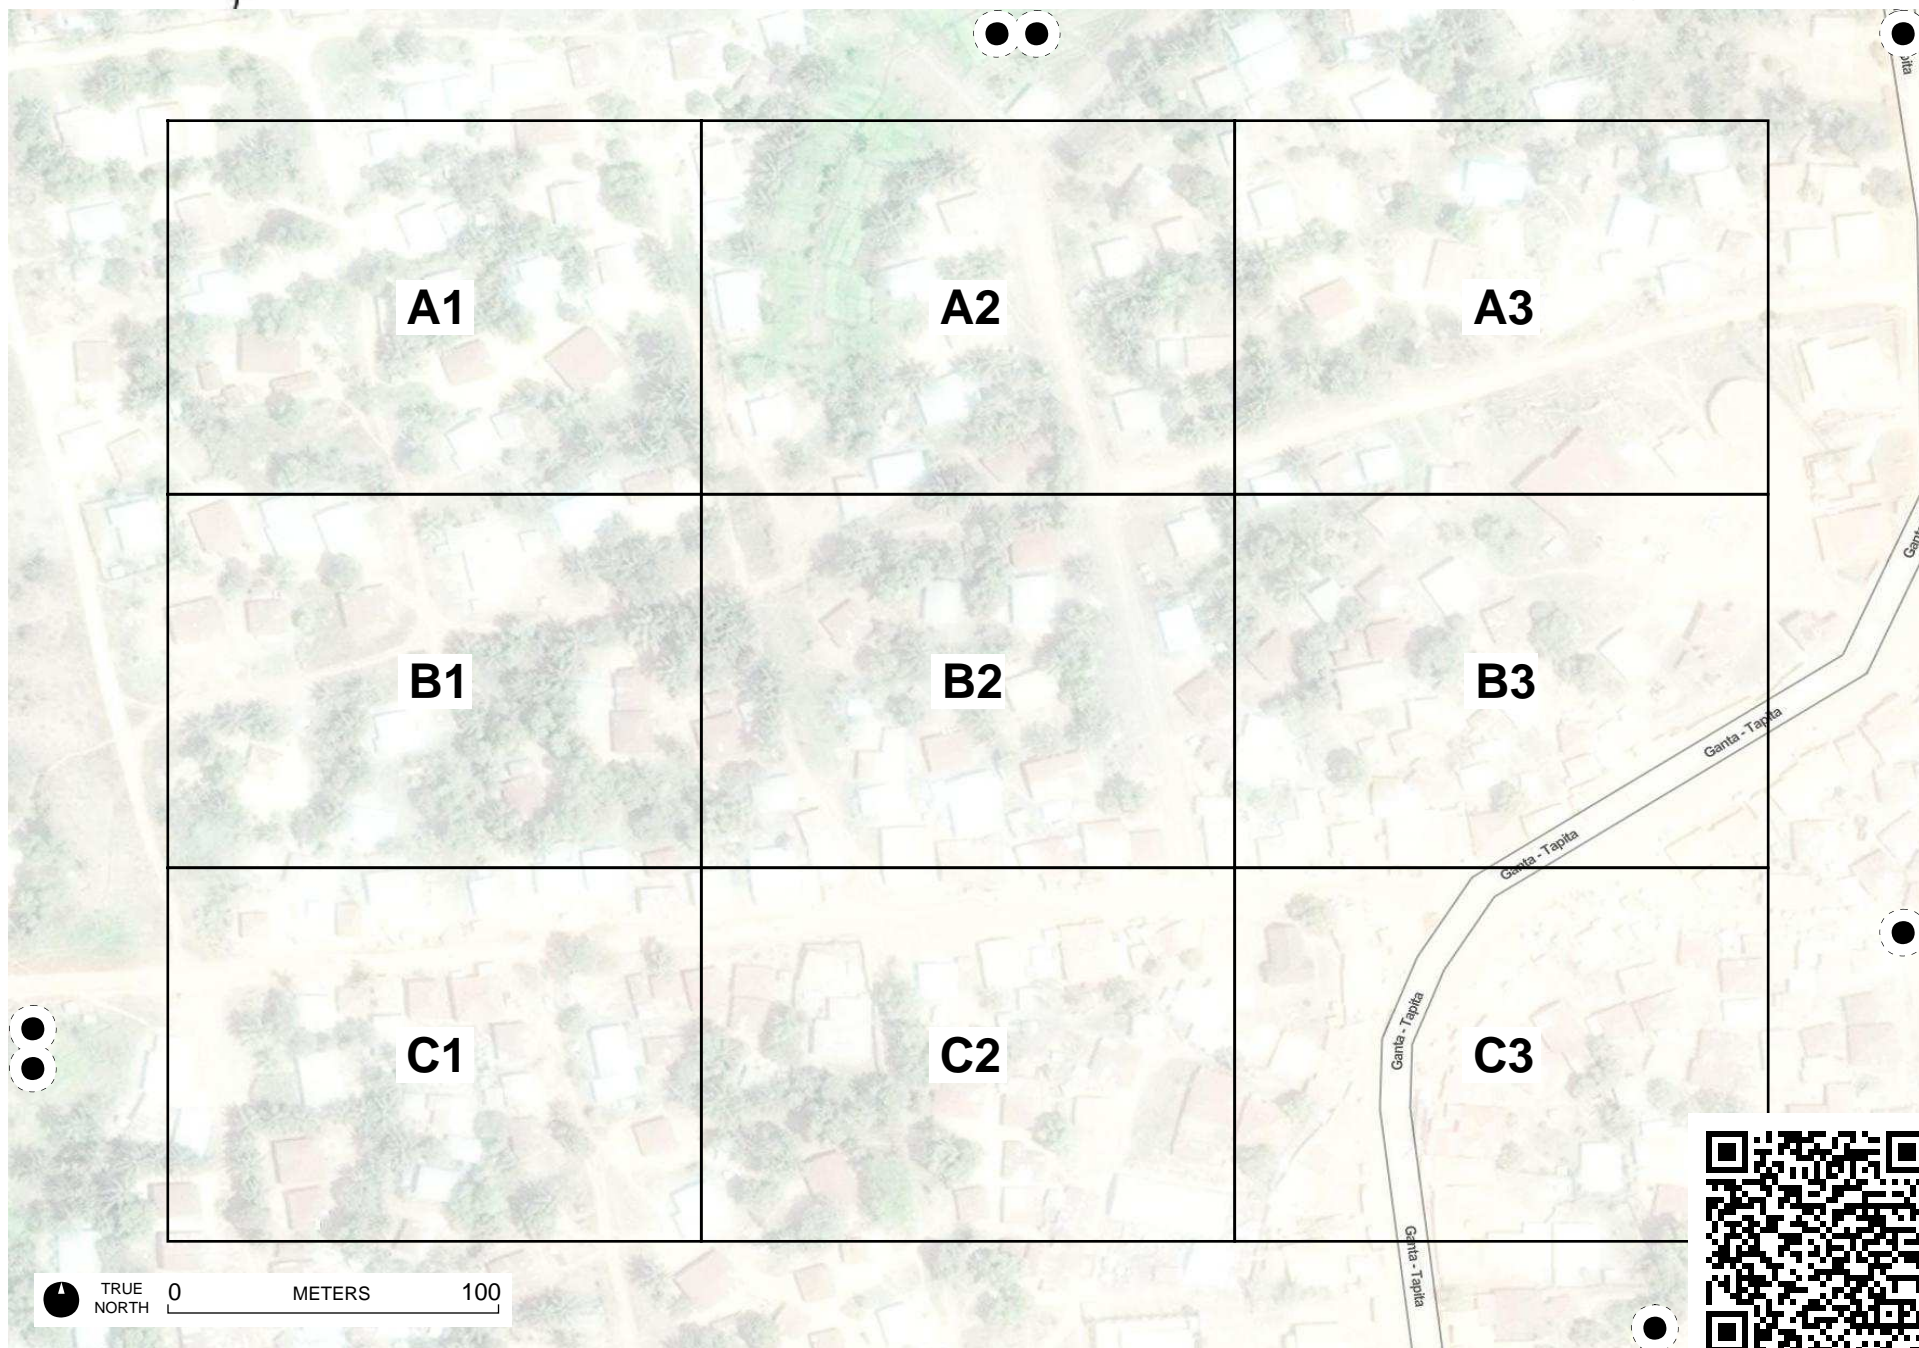 A1
A2
A3
B1
B2
B3
Ganta - Tapita
Ganta - Tapita
C1
C2
Ganta - Tapita
C3
Ganta - Tapita
TRUE NORTH
0 METERS 100